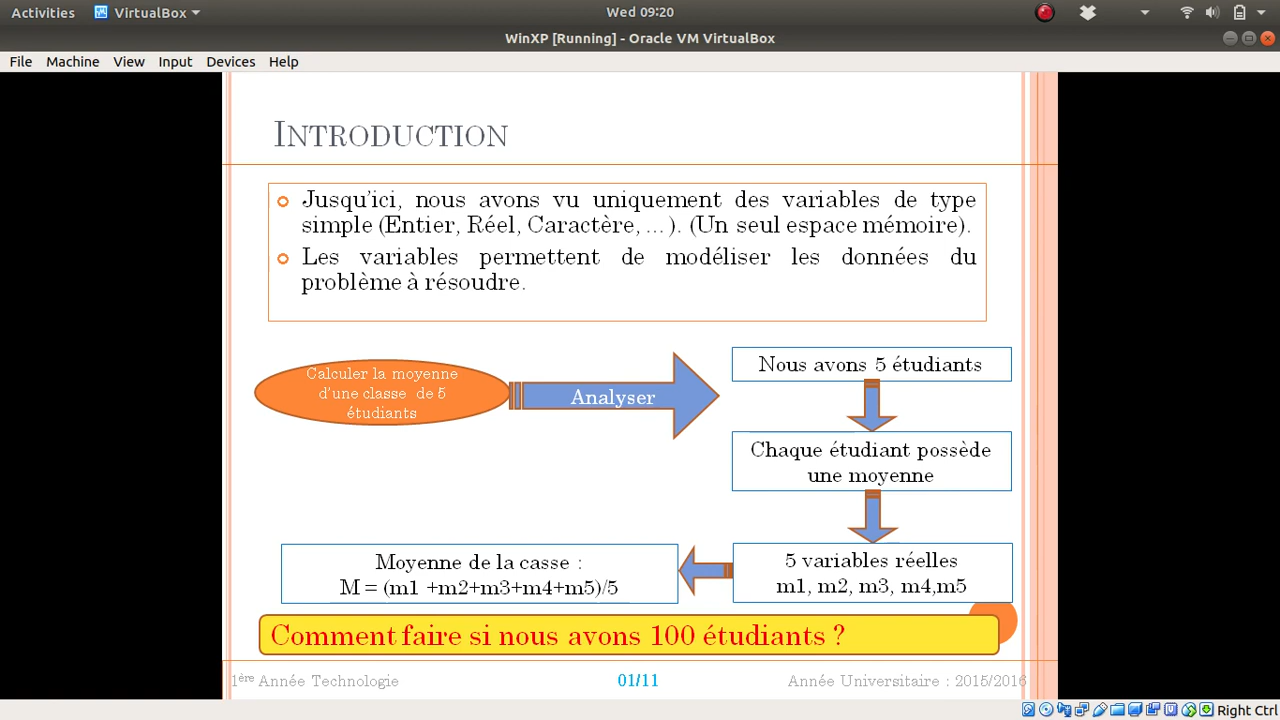 Activities VirtualBox Wed 09:20
WinXP [Running] - Oracle VM VirtualBox
File Machine View Input Devices Help
INTRODUCTION
Jusqu'ici, nous avons vu uniquement des variables de type
simple (Entier, Réel, Caractère, ...). (Un seul espace mémoire).
Les variables permettent de modéliser les données du
problème à résoudre.
Calculer la moyenne
d'une classe de 5
étudiants
Analyser
Nous avons 5 étudiants
Chaque étudiant possède
une moyenne
5 variables réelles
m1, m2, m3, m4,m5
Moyenne de la casse :
M = (m1 +m2+m3+m4+m5)/5
Comment faire si nous avons 100 étudiants ?
1ère Année Technologie 01/11 Année Universitaire : 2015/2016
Right Ctrl